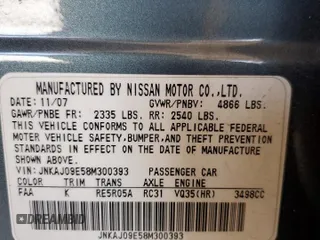 MANUFACTURED BY NISSAN MOTOR CO.,LTD.
DATE: 11/07 GVWR/PNBV: 4866 LBS.
GAWR/PNBE FR: 2335 LBS. RR: 2540 LBS.
THIS VEHICLE CONFORMS TO ALL APPLICABLE FEDERAL
MOTOR VEHICLE SAFETY, BUMPER, AND THEFT PREVENTION
STANDARDS IN EFFECT ON THE DATE OF MANUFACTURE
SHOWN ABOVE.
VIN: JNKAJ09E58M300393 PASSENGER CAR
COLOR TRIM TRANS AXLE ENGINE
FAA K RE5R05A RC31 VQ35(HR) 3498CC
JNKAJ09E58M300393